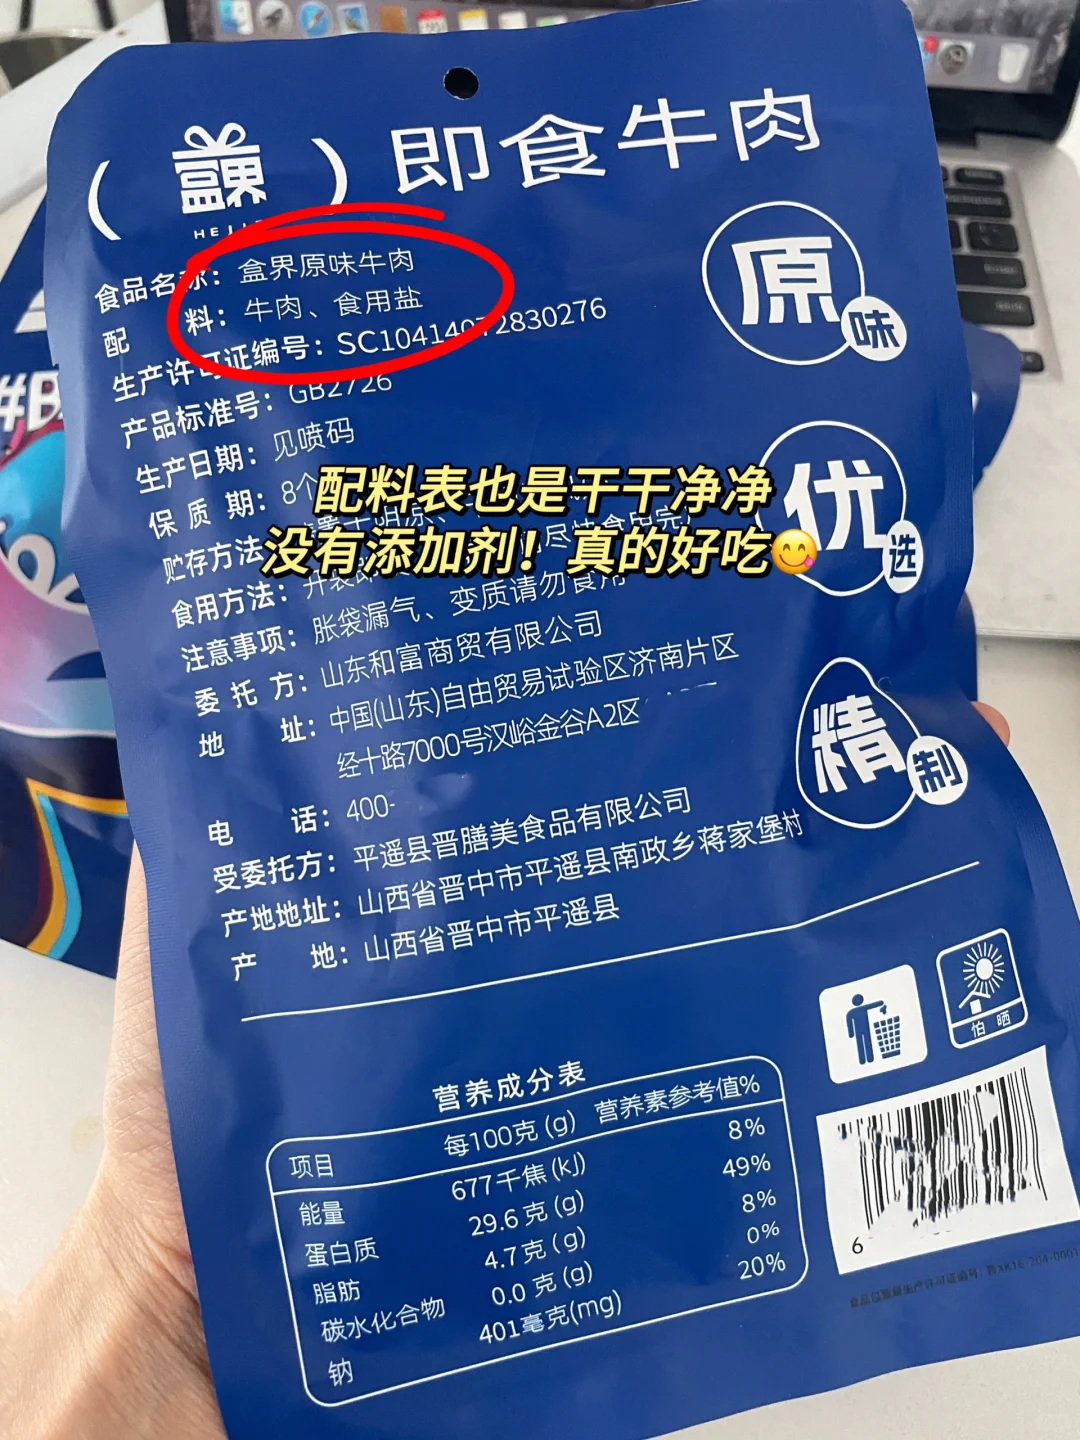 ( 盒界 ) 即食牛肉
食品名称：盒界原味牛肉
配 料：牛肉、食用盐
生产许可证编号：SC10414072830276
产品标准号：GB2726
生产日期：见喷码
保质期：8个
贮存方法
食用方法：开袋即
注意事项：胀袋漏气、变质请勿食用
委托方：山东和富商贸有限公司
地 址：中国(山东)自由贸易试验区济南片区
经十路7000号汉峪金谷A2区
电 话：400-
受委托方：平遥县晋膳美食品有限公司
产地地址：山西省晋中市平遥县南政乡蒋家堡村
产 地：山西省晋中市平遥县
原味
优选
精制
配料表也是干干净净
没有添加剂！真的好吃😋
怕晒
营养成分表
项目 每100克(g) 营养素参考值%
能量 677千焦(kJ) 8%
蛋白质 29.6克(g) 49%
脂肪 4.7克(g) 8%
碳水化合物 0.0克(g) 0%
钠 401毫克(mg) 20%
6
#B